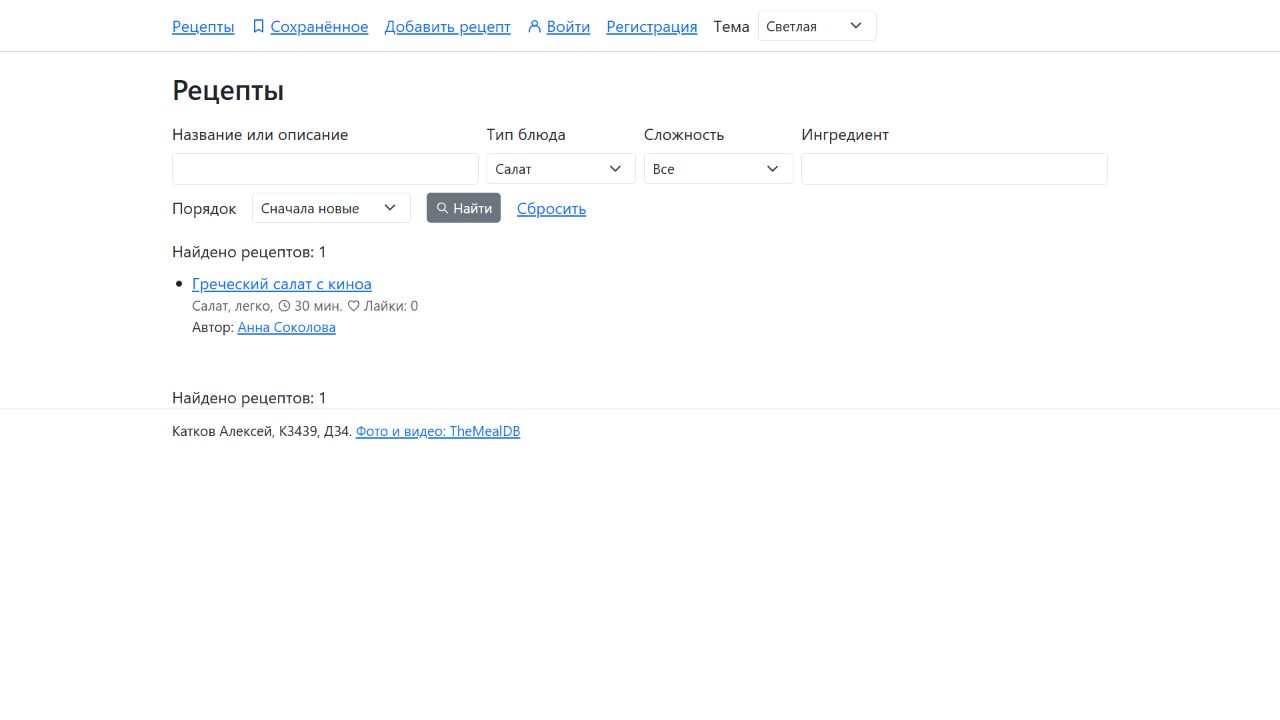 Рецепты Сохранённое Добавить рецепт Войти Регистрация Тема Светлая
Рецепты
Название или описание Тип блюда Сложность Ингредиент
Салат Все
Порядок Сначала новые Найти Сбросить
Найдено рецептов: 1
Греческий салат с киноа
Салат, легко, 30 мин. Лайки: 0
Автор: Анна Соколова
Найдено рецептов: 1
Катков Алексей, К3439, Д34. Фото и видео: TheMealDB